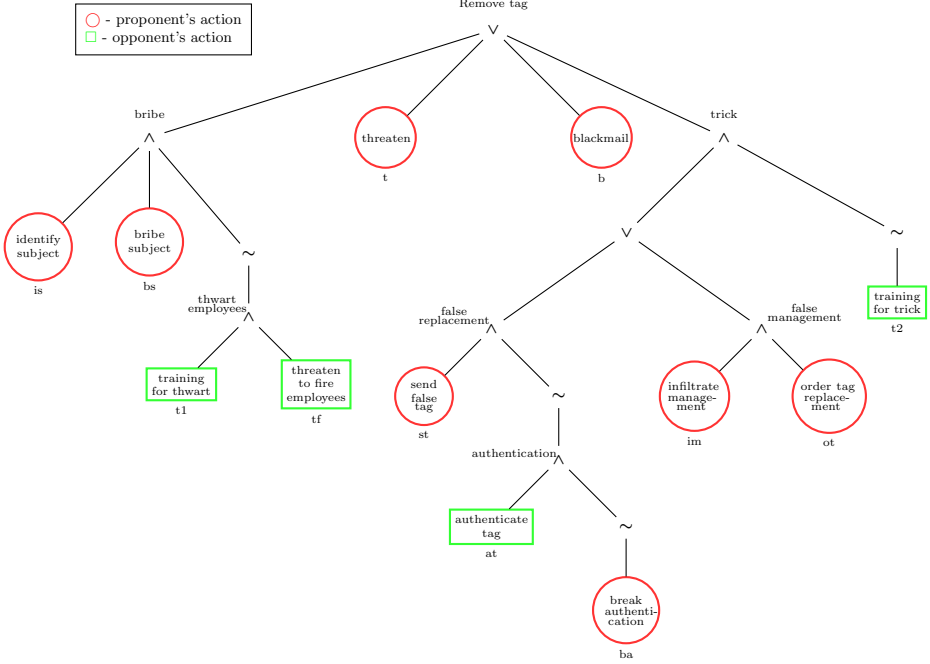 Remove tag
∨
- proponent's action
- opponent's action
bribe
∧
threaten
t
blackmail
b
trick
∧
identify
subject
is
bribe
subject
bs
∼
∨
∼
thwart
employees
∧
training
for thwart
t1
threaten
to fire
employees
tf
false
replacement
∧
false
management
∧
training
for trick
t2
send
false
tag
st
∼
infiltrate
manage-
ment
im
order tag
replace-
ment
ot
authentication
∧
authenticate
tag
at
∼
break
authenti-
cation
ba